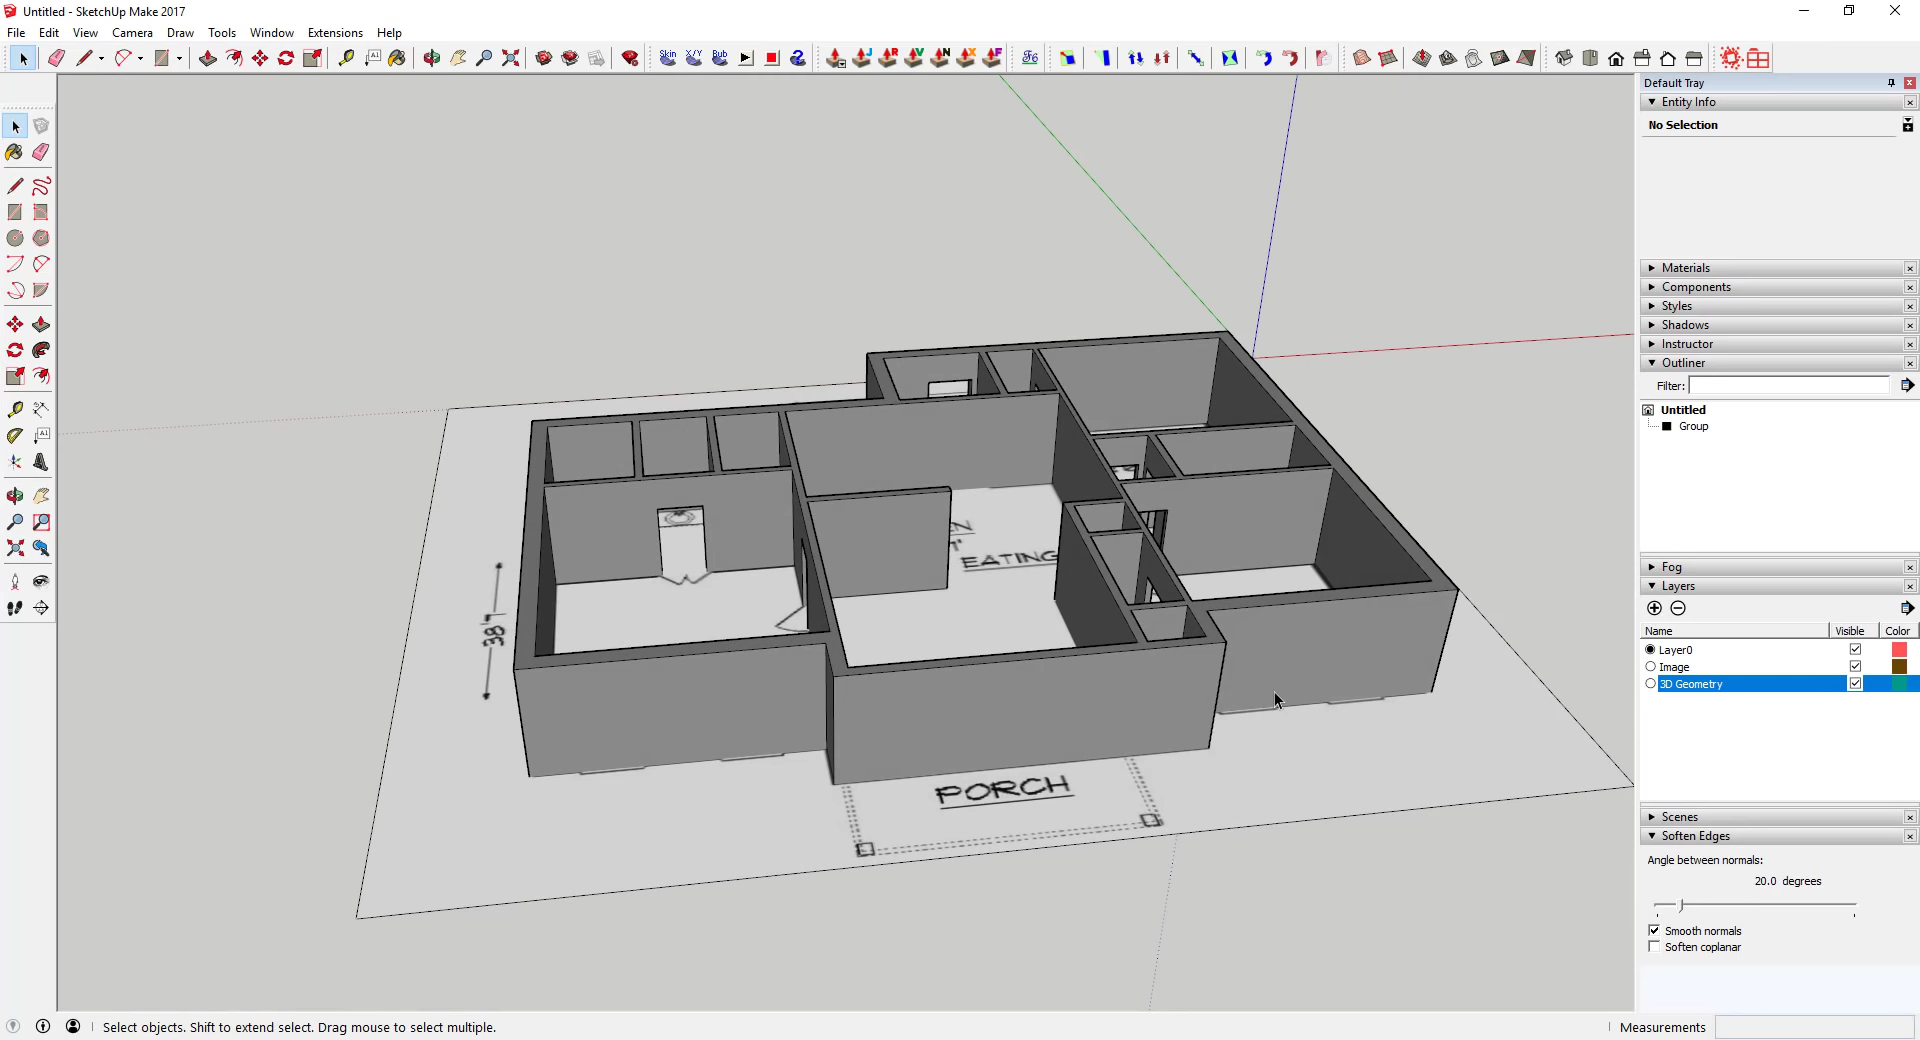 Untitled - SketchUp Make 2017
File Edit View Camera Draw Tools Window Extensions Help
Skin X/Y Bub
J R V N X F
Default Tray
Entity Info
No Selection
Materials
Components
Styles
Shadows
Instructor
Outliner
Filter:
Untitled
Group
Fog
Layers
Name Visible Color
Layer0
Image
3D Geometry
Scenes
Soften Edges
Angle between normals:
20.0 degrees
Smooth normals
Soften coplanar
EATING
38'1
PORCH
Select objects. Shift to extend select. Drag mouse to select multiple.
Measurements